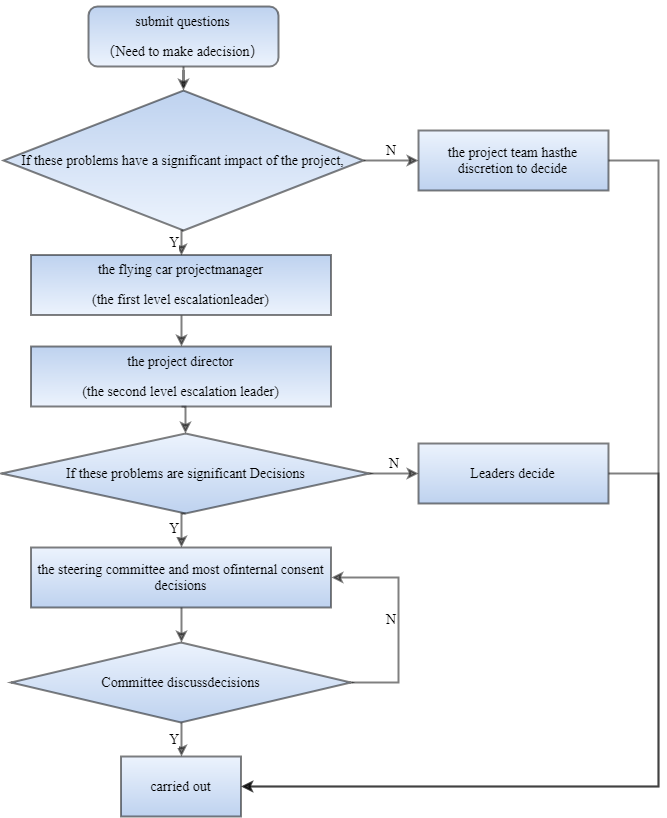 submit questions
(Need to make adecision)
If these problems have a significant impact of the project,
N
the project team hasthe
discretion to decide
Y
the flying car projectmanager
(the first level escalationleader)
the project director
(the second level escalation leader)
If these problems are significant Decisions
N
Leaders decide
Y
the steering committee and most ofinternal consent
decisions
N
Committee discussdecisions
Y
carried out